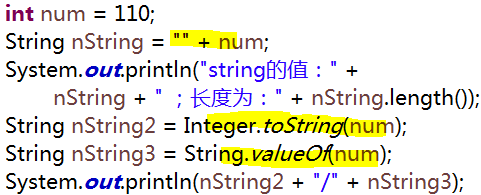 int num = 110;
String nString = "" + num;
System.out.println("string的值：" +
nString + " ；长度为：" + nString.length());
String nString2 = Integer.toString(num);
String nString3 = String.valueOf(num);
System.out.println(nString2 + "/" + nString3);